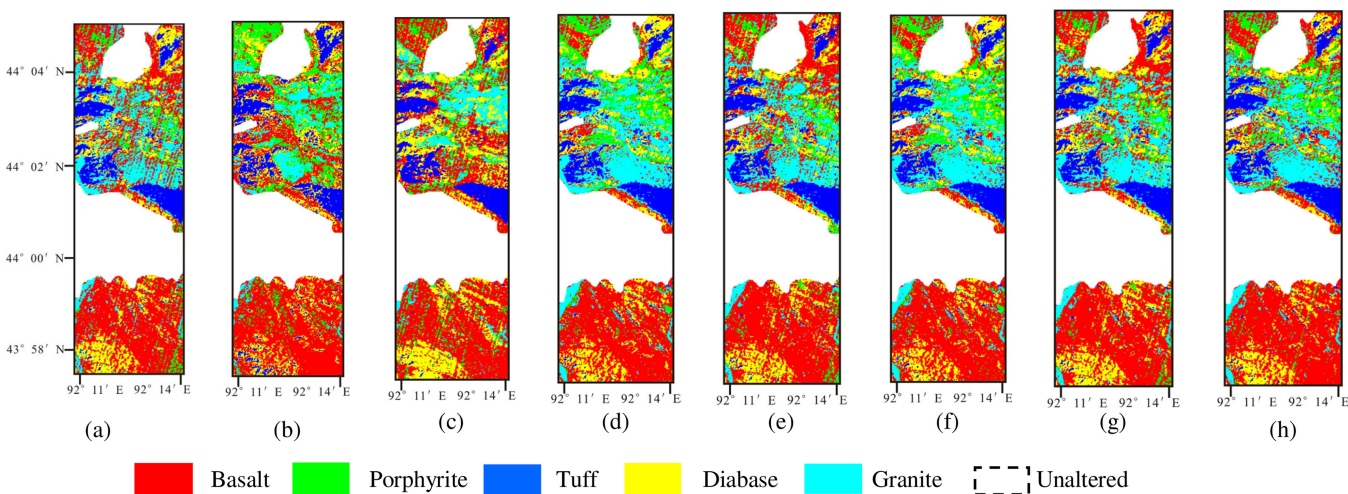 44° 04′ N
44° 02′ N
44° 00′ N
43° 58′ N
92° 11′ E 92° 14′ E
92° 11′ E 92° 14′ E
92° 11′ E 92° 14′ E
92° 11′ E 92° 14′ E
92° 11′ E 92° 14′ E
92° 11′ E 92° 14′ E
92° 11′ E 92° 14′ E
92° 11′ E 92° 14′ E
(a) (b) (c) (d) (e) (f) (g) (h)
Basalt Porphyrite Tuff Diabase Granite Unaltered